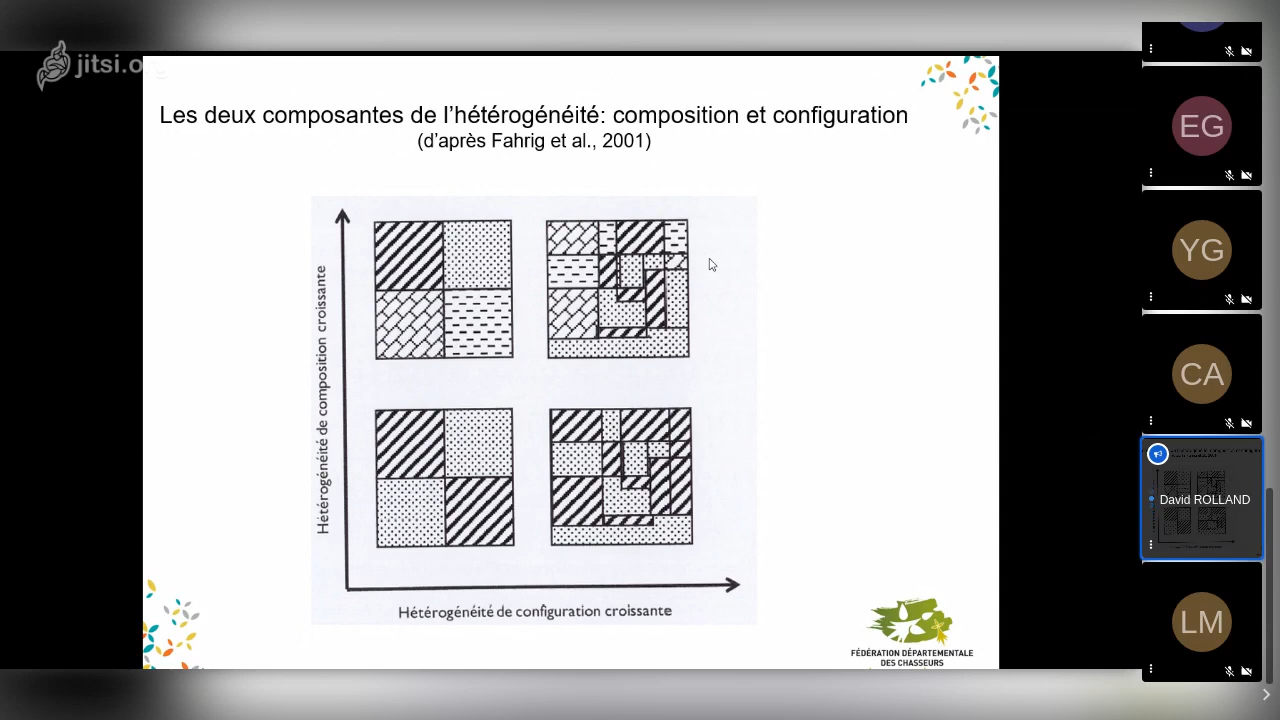 jitsi.org
Les deux composantes de l'hétérogénéité: composition et configuration
(d'après Fahrig et al., 2001)
Hétérogénéité de composition croissante
Hétérogénéité de configuration croissante
FÉDÉRATION DÉPARTEMENTALE
DES CHASSEURS
EG
YG
CA
David ROLLAND
LM